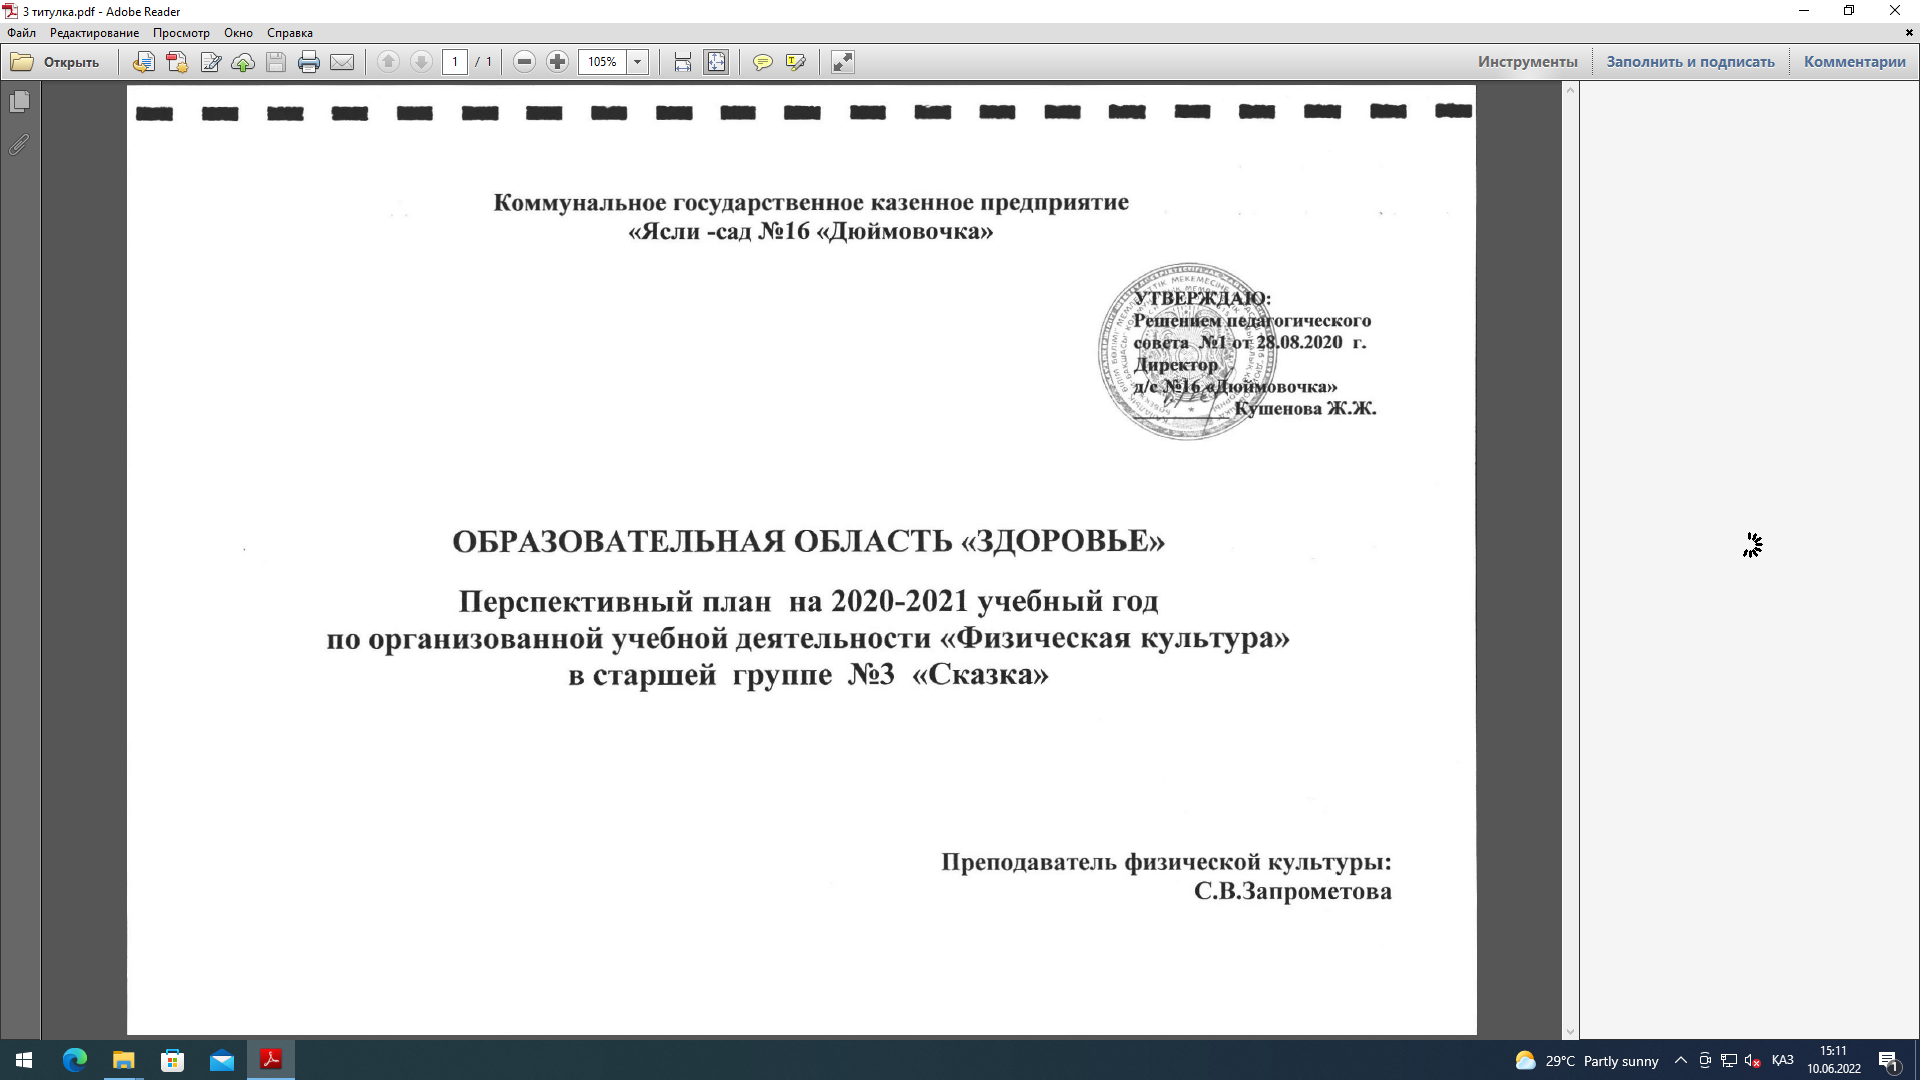 3 титулка.pdf - Adobe Reader
Файл Редактирование Просмотр Окно Справка
Открыть 1 / 1 105% Инструменты Заполнить и подписать Комментарии
Коммунальное государственное казенное предприятие
«Ясли -сад №16 «Дюймовочка»
УТВЕРЖДАЮ:
Решением педагогического
совета №1 от 28.08.2020 г.
Директор
д/с №16 «Дюймовочка»
Кушенова Ж.Ж.
ОБРАЗОВАТЕЛЬНАЯ ОБЛАСТЬ «ЗДОРОВЬЕ»
Перспективный план на 2020-2021 учебный год
по организованной учебной деятельности «Физическая культура»
в старшей группе №3 «Сказка»
Преподаватель физической культуры:
С.В.Запрометова
29°C Partly sunny ҚАЗ 15:11
10.06.2022 1